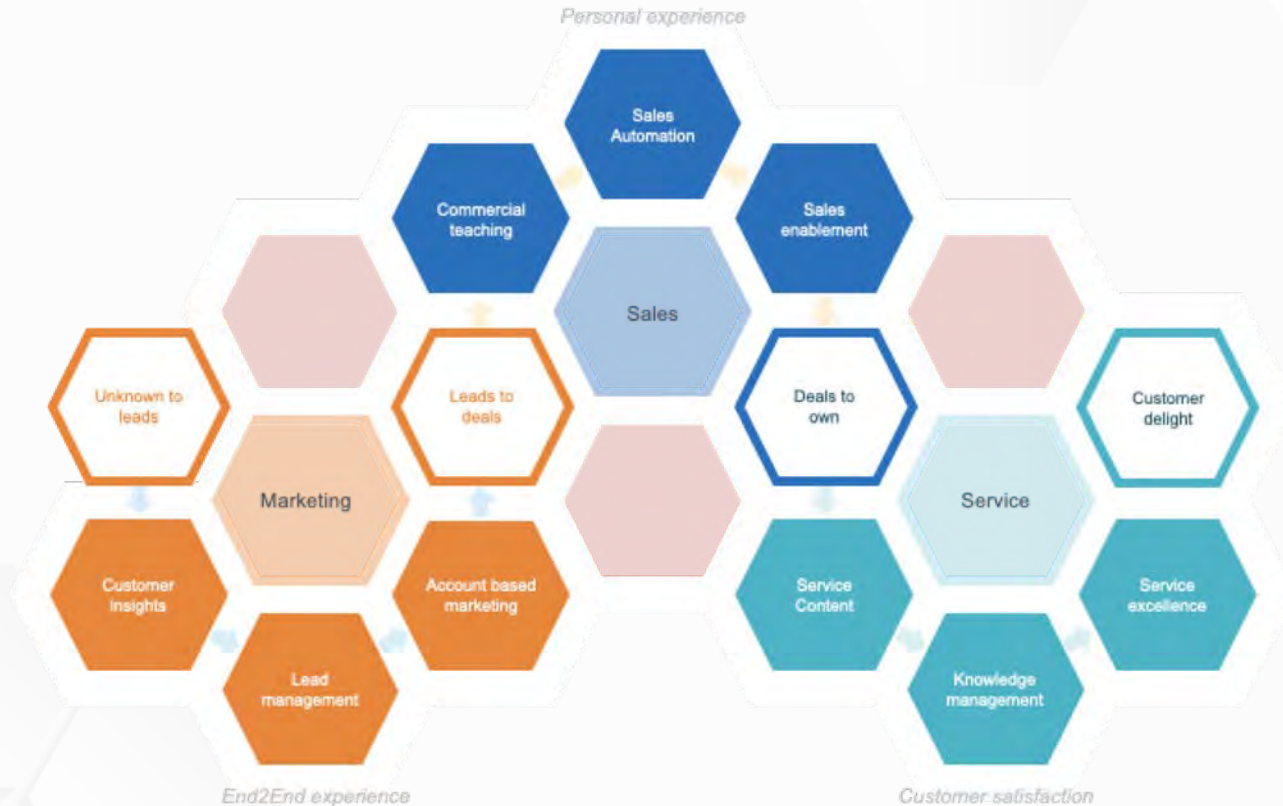 Personal experience
Sales
Automation
Commercial
teaching
Sales
enablement
Sales
Unknown to
leads
Leads to
deals
Deals to
own
Customer
delight
Marketing
Service
Customer
insights
Account based
marketing
Service
Content
Service
excellence
Lead
management
Knowledge
management
End2End experience
Customer satisfaction